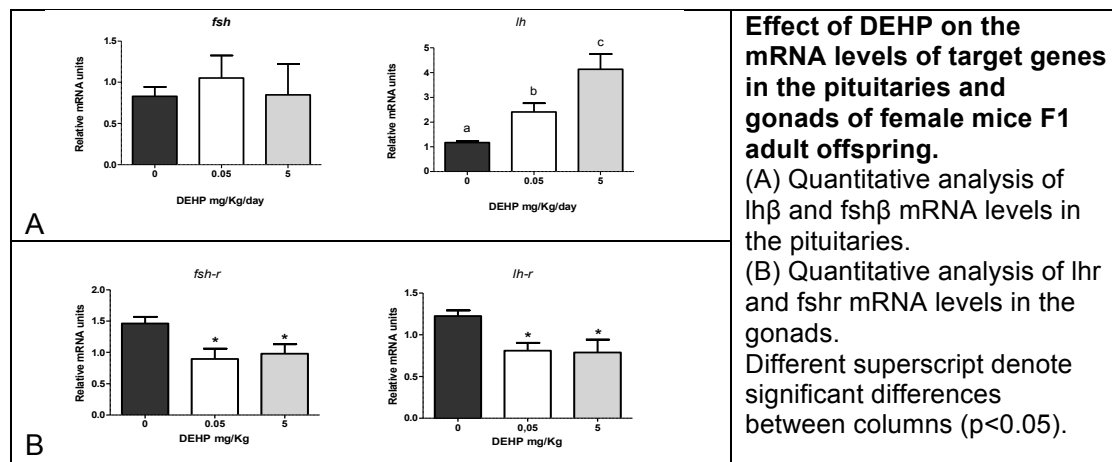 fsh
Relative mRNA units
1.5
1.0
0.5
0.0
0
0.05
5
DEHP mg/Kg/day
lh
Relative mRNA units
5
4
3
2
1
0
a
b
c
0
0.05
5
DEHP mg/Kg/day
A
fsh-r
Relative mRNA units
2.0
1.5
1.0
0.5
0.0
*
*
0
0.05
5
DEHP mg/Kg
lh-r
Relative mRNA units
1.5
1.0
0.5
0.0
*
*
0
0,05
5
DEHP mg/Kg
B
Effect of DEHP on the
mRNA levels of target genes
in the pituitaries and
gonads of female mice F1
adult offspring.
(A) Quantitative analysis of
lhβ and fshβ mRNA levels in
the pituitaries.
(B) Quantitative analysis of lhr
and fshr mRNA levels in the
gonads.
Different superscript denote
significant differences
between columns (p<0.05).